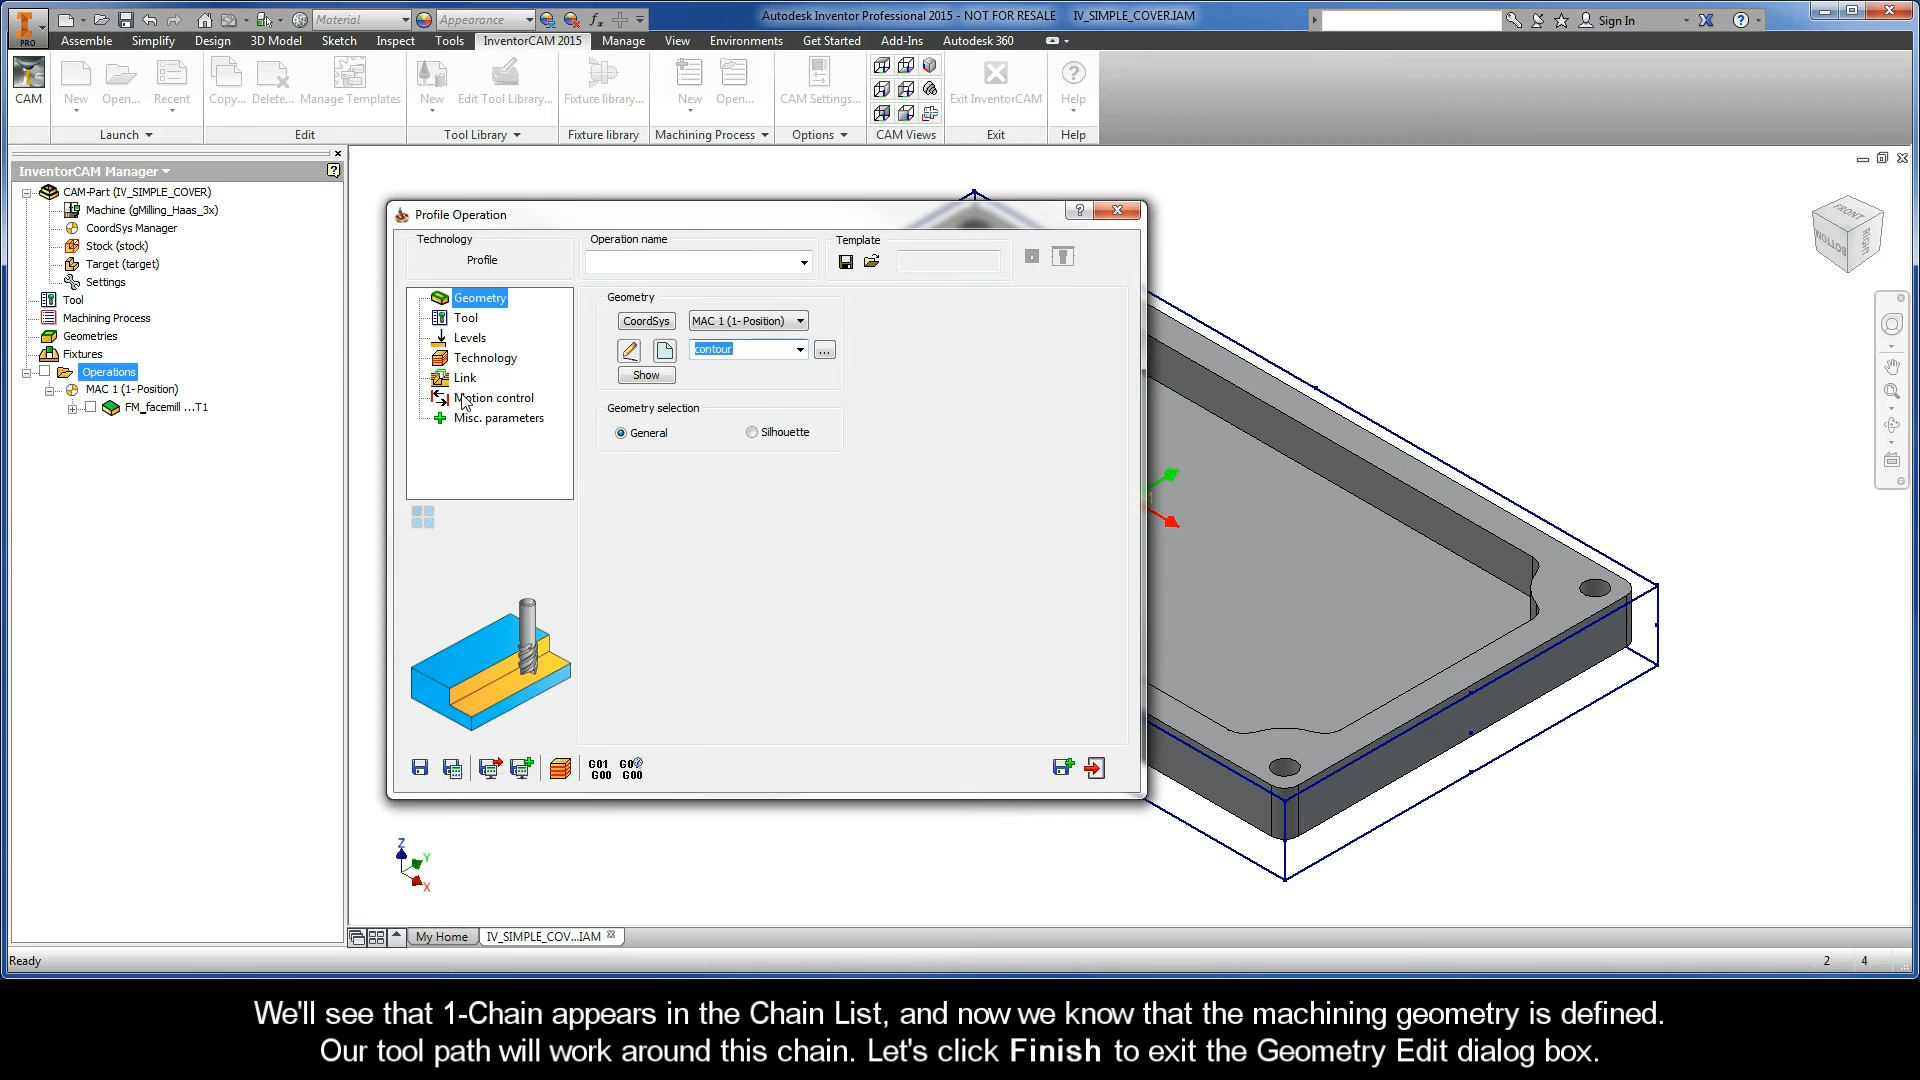 Material
Appearance
Autodesk Inventor Professional 2015 - NOT FOR RESALE IV_SIMPLE_COVER.IAM
Sign In
PRO
Assemble Simplify Design 3D Model Sketch Inspect Tools InventorCAM 2015 Manage View Environments Get Started Add-Ins Autodesk 360
CAM New Open... Recent Copy... Delete... Manage Templates New Edit Tool Library... Fixture library... New Open... CAM Settings... Exit InventorCAM Help
Launch Edit Tool Library Fixture library Machining Process Options CAM Views Exit Help
InventorCAM Manager
CAM-Part (IV_SIMPLE_COVER)
Machine (gMilling_Haas_3x)
CoordSys Manager
Stock (stock)
Target (target)
Settings
Tool
Machining Process
Geometries
Fixtures
Operations
MAC 1 (1- Position)
FM_facemill ...T1
Profile Operation
Technology
Profile
Operation name
Template
Geometry
Tool
Levels
Technology
Link
Motion control
Misc. parameters
Geometry
CoordSys MAC 1 (1- Position)
contour ...
Show
Geometry selection
General Silhouette
G01 G00
G00
FRONT
BOTTOM
RIGHT
1
Z
Y
X
My Home IV_SIMPLE_COV...IAM
Ready
2 4
We'll see that 1-Chain appears in the Chain List, and now we know that the machining geometry is defined.
Our tool path will work around this chain. Let's click Finish to exit the Geometry Edit dialog box.